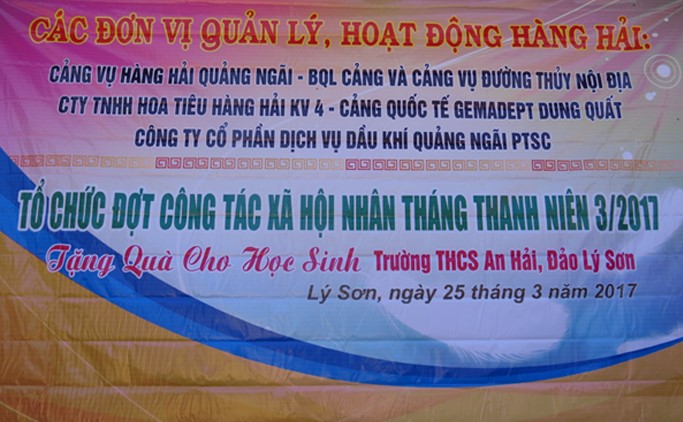 CÁC ĐƠN VỊ QUẢN LÝ, HOẠT ĐỘNG HÀNG HẢI:
CẢNG VỤ HÀNG HẢI QUẢNG NGÃI - BQL CẢNG VÀ CẢNG VỤ ĐƯỜNG THỦY NỘI ĐỊA
CTY TNHH HOA TIÊU HÀNG HẢI KV 4 - CẢNG QUỐC TẾ GEMADEPT DUNG QUẤT
CÔNG TY CỔ PHẦN DỊCH VỤ DẦU KHÍ QUẢNG NGÃI PTSC
TỔ CHỨC ĐỢT CÔNG TÁC XÃ HỘI NHÂN THÁNG THANH NIÊN 3/2017
Tặng Quà Cho Học Sinh Trường THCS An Hải, Đảo Lý Sơn
Lý Sơn, ngày 25 tháng 3 năm 2017